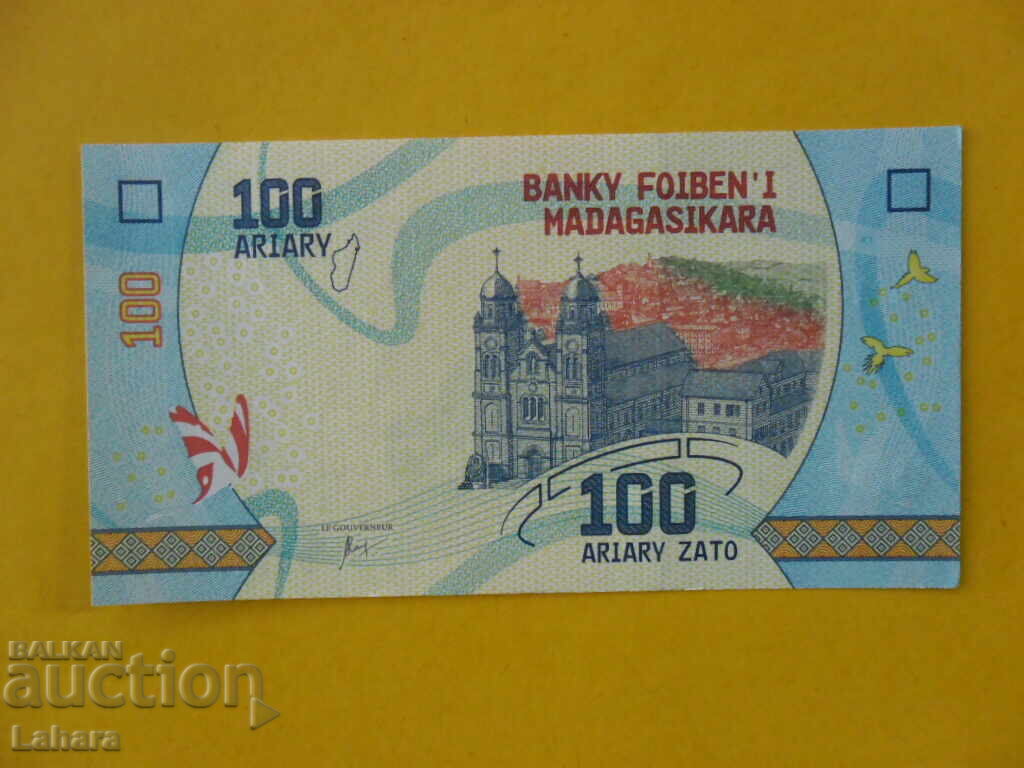 100
ARIARY
BANKY FOIBEN'I
MADAGASIKARA
100
LE GOUVERNEUR
100
ARIARY ZATO
BALKAN
auction
Lahara